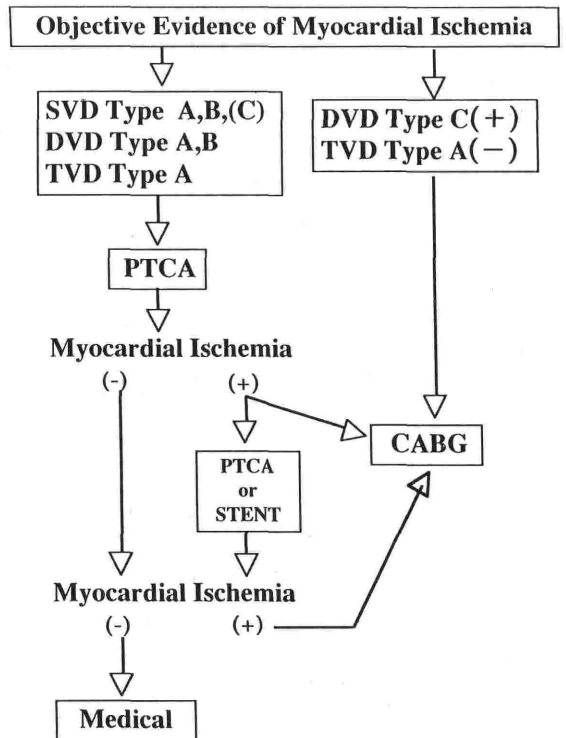 Objective Evidence of Myocardial Ischemia
SVD Type A,B,(C)
DVD Type A,B
TVD Type A
DVD Type C(+)
TVD Type A(−)
PTCA
Myocardial Ischemia
(-) (+)
CABG
PTCA
or
STENT
Myocardial Ischemia
(-) (+)
Medical